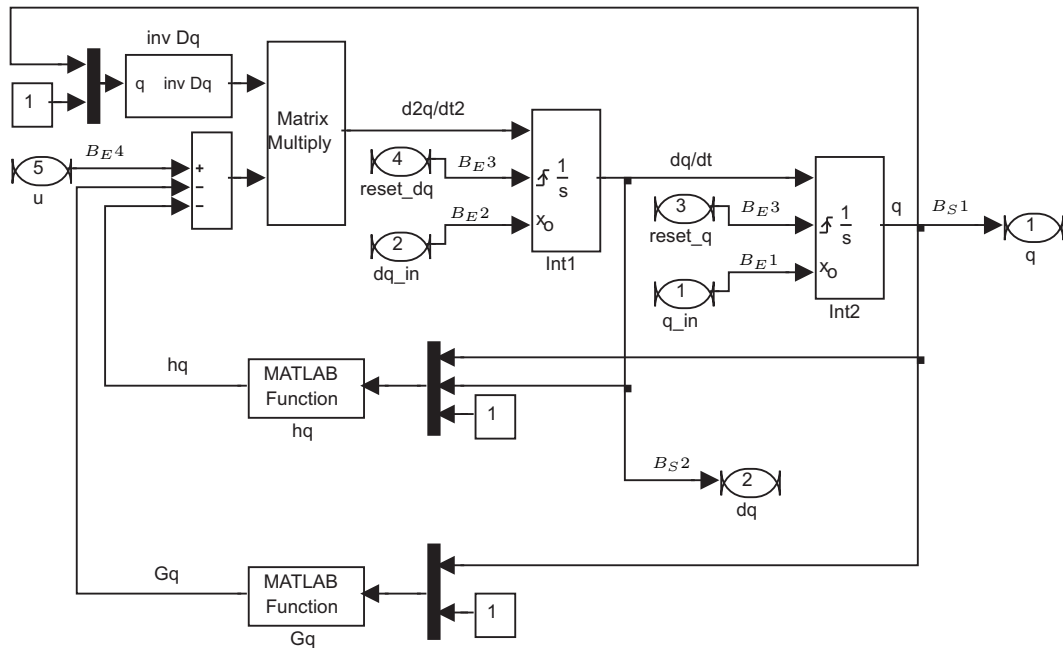 inv Dq
q inv Dq
1
Matrix
Multiply
d2q/dt2
B_E4
5
u
+
−
−
4
reset_dq
B_E3
1
s
B_E2
xo
2
dq_in
Int1
dq/dt
3
reset_q
B_E3
1
s
q
B_S1
1
q
B_E1
xo
1
q_in
Int2
hq
MATLAB
Function
hq
1
B_S2
2
dq
Gq
MATLAB
Function
Gq
1